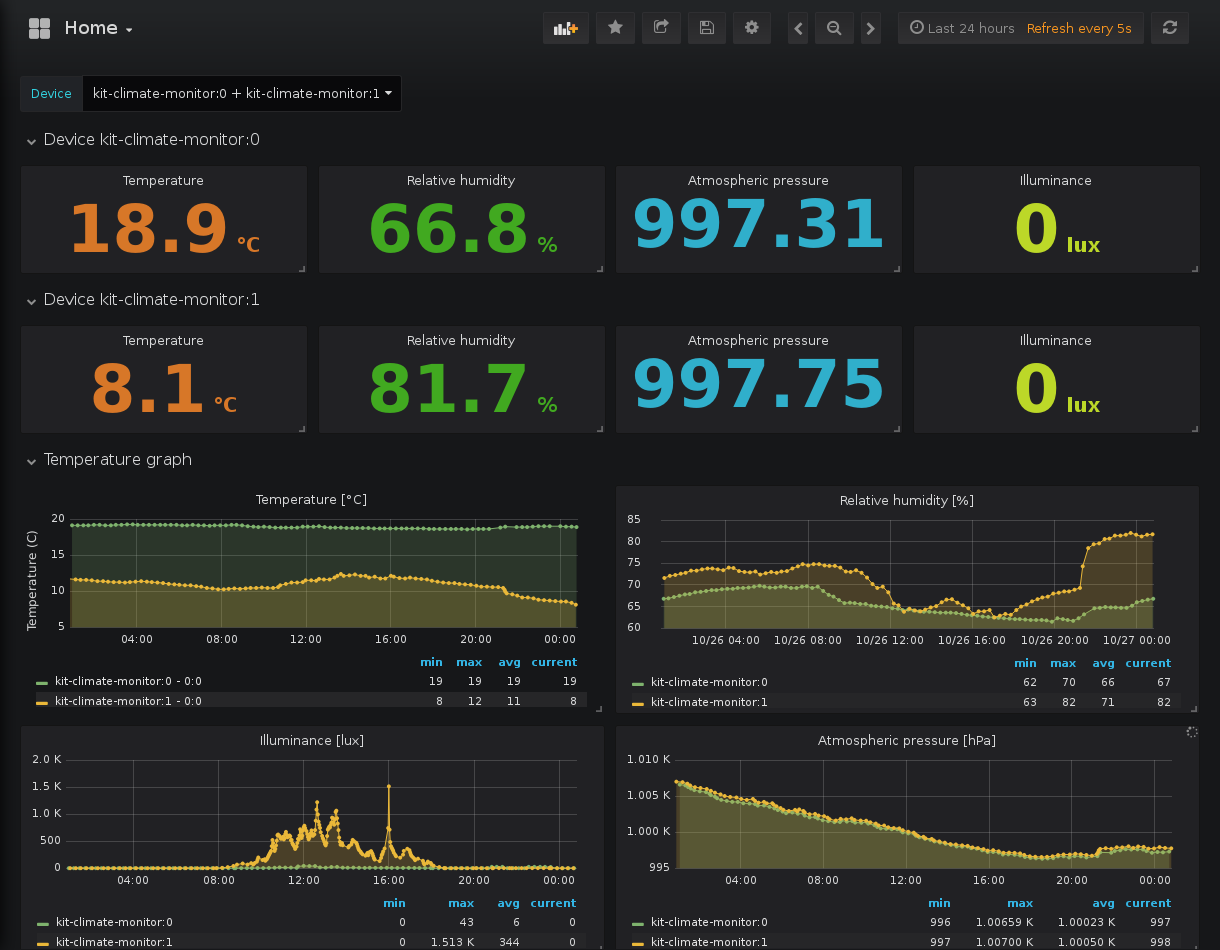 Home
Last 24 hours Refresh every 5s
Device kit-climate-monitor:0 + kit-climate-monitor:1
Device kit-climate-monitor:0
Temperature Relative humidity Atmospheric pressure Illuminance
18.9 °C 66.8 % 997.31 0 lux
Device kit-climate-monitor:1
Temperature Relative humidity Atmospheric pressure Illuminance
8.1 °C 81.7 % 997.75 0 lux
Temperature graph
Temperature [°C]
Temperature (C)
20
15
10
5
04:00 08:00 12:00 16:00 20:00 00:00
min max avg current
kit-climate-monitor:0 - 0:0 19 19 19 19
kit-climate-monitor:1 - 0:0 8 12 11 8
Relative humidity [%]
85
80
75
70
65
60
10/26 04:00 10/26 08:00 10/26 12:00 10/26 16:00 10/26 20:00 10/27 00:00
min max avg current
kit-climate-monitor:0 62 70 66 67
kit-climate-monitor:1 63 82 71 82
Illuminance [lux]
2.0 K
1.5 K
1.0 K
500
0
04:00 08:00 12:00 16:00 20:00 00:00
min max avg current
kit-climate-monitor:0 0 43 6 0
kit-climate-monitor:1 0 1.513 K 344 0
Atmospheric pressure [hPa]
1.010 K
1.005 K
1.000 K
995
04:00 08:00 12:00 16:00 20:00 00:00
min max avg current
kit-climate-monitor:0 996 1.00659 K 1.00023 K 997
kit-climate-monitor:1 997 1.00700 K 1.00050 K 998